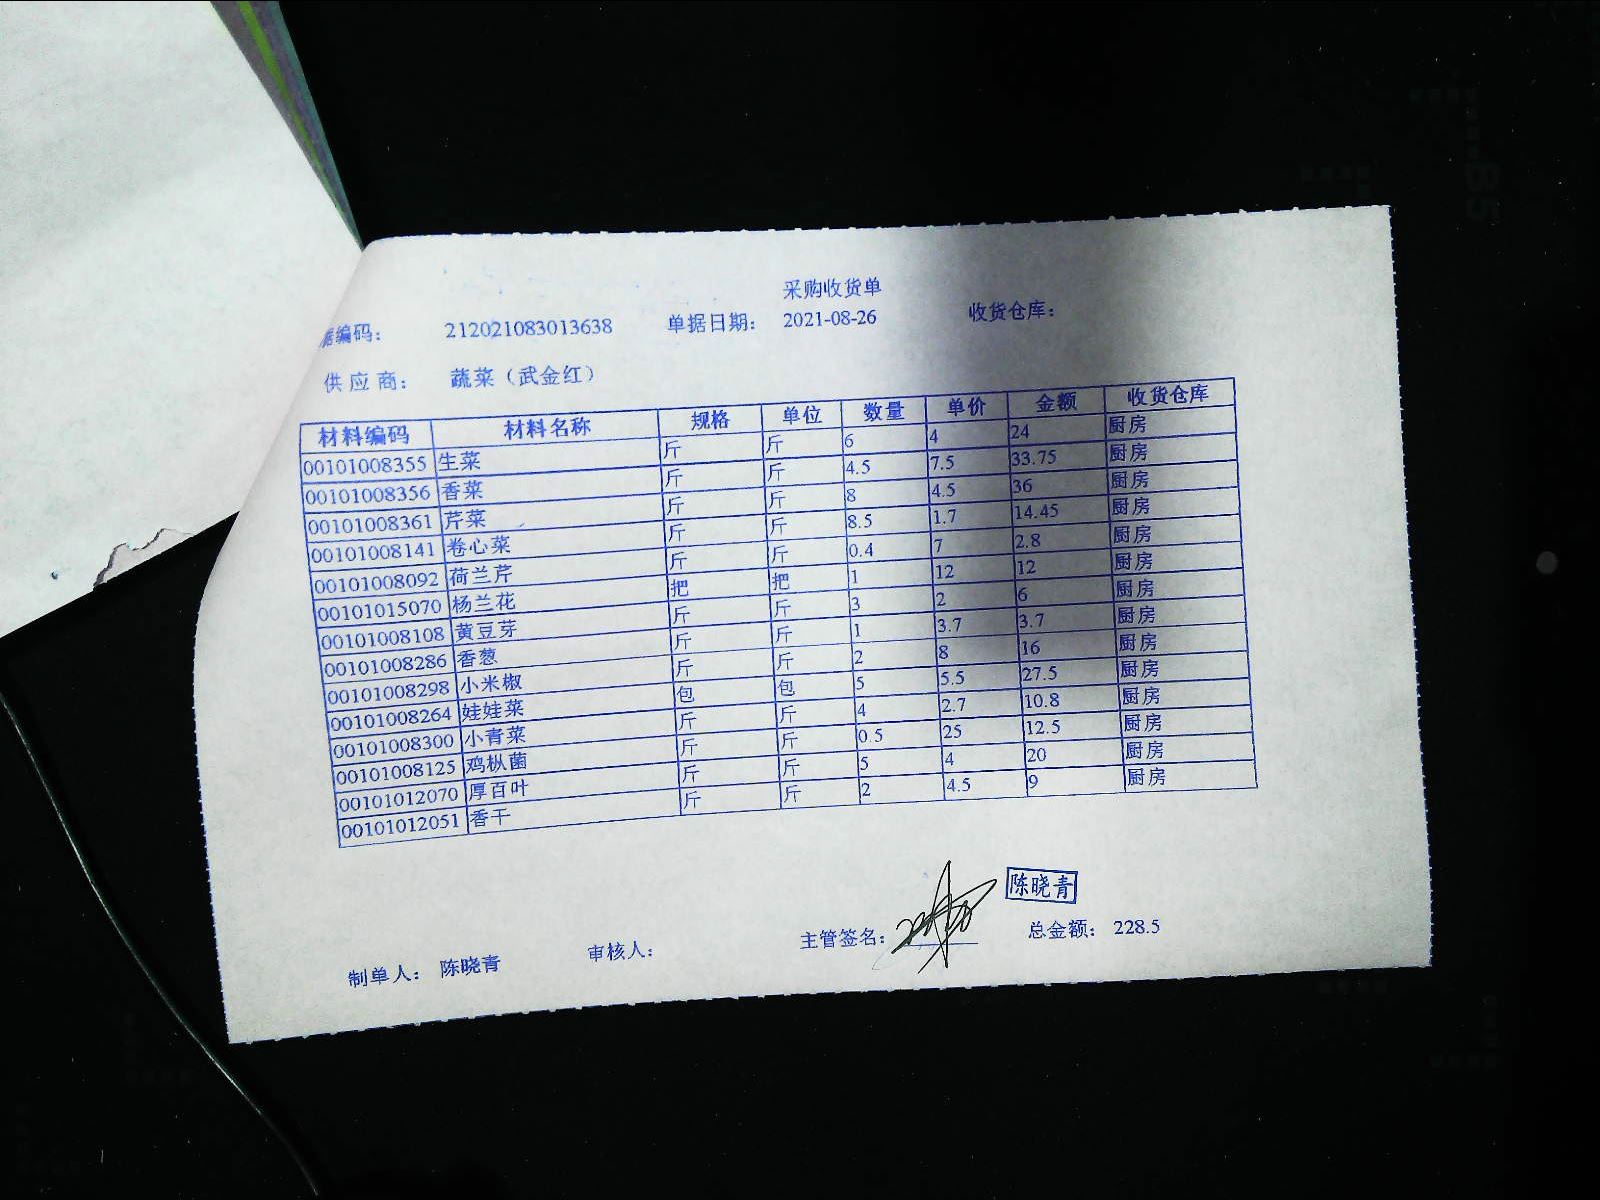 采购收货单
据编码： 212021083013638 单据日期： 2021-08-26 收货仓库：
供应商： 蔬菜（武金红）
材料编码 材料名称 规格 单位 数量 单价 金额 收货仓库
00101008355 生菜 斤 斤 6 4 24 厨房
00101008356 香菜 斤 斤 4.5 7.5 33.75 厨房
00101008361 芹菜 斤 斤 8 4.5 36 厨房
00101008141 卷心菜 斤 斤 8.5 1.7 14.45 厨房
00101008092 荷兰芹 斤 斤 0.4 7 2.8 厨房
00101015070 杨兰花 把 把 1 12 12 厨房
00101008108 黄豆芽 斤 斤 3 2 6 厨房
00101008286 香葱 斤 斤 1 3.7 3.7 厨房
00101008298 小米椒 斤 斤 2 8 16 厨房
00101008264 娃娃菜 包 包 5 5.5 27.5 厨房
00101008300 小青菜 斤 斤 4 2.7 10.8 厨房
00101008125 鸡枞菌 斤 斤 0.5 25 12.5 厨房
00101012070 厚百叶 斤 斤 5 4 20 厨房
00101012051 香干 斤 斤 2 4.5 9 厨房
陈晓青
制单人： 陈晓青 审核人： 主管签名： 总金额： 228.5